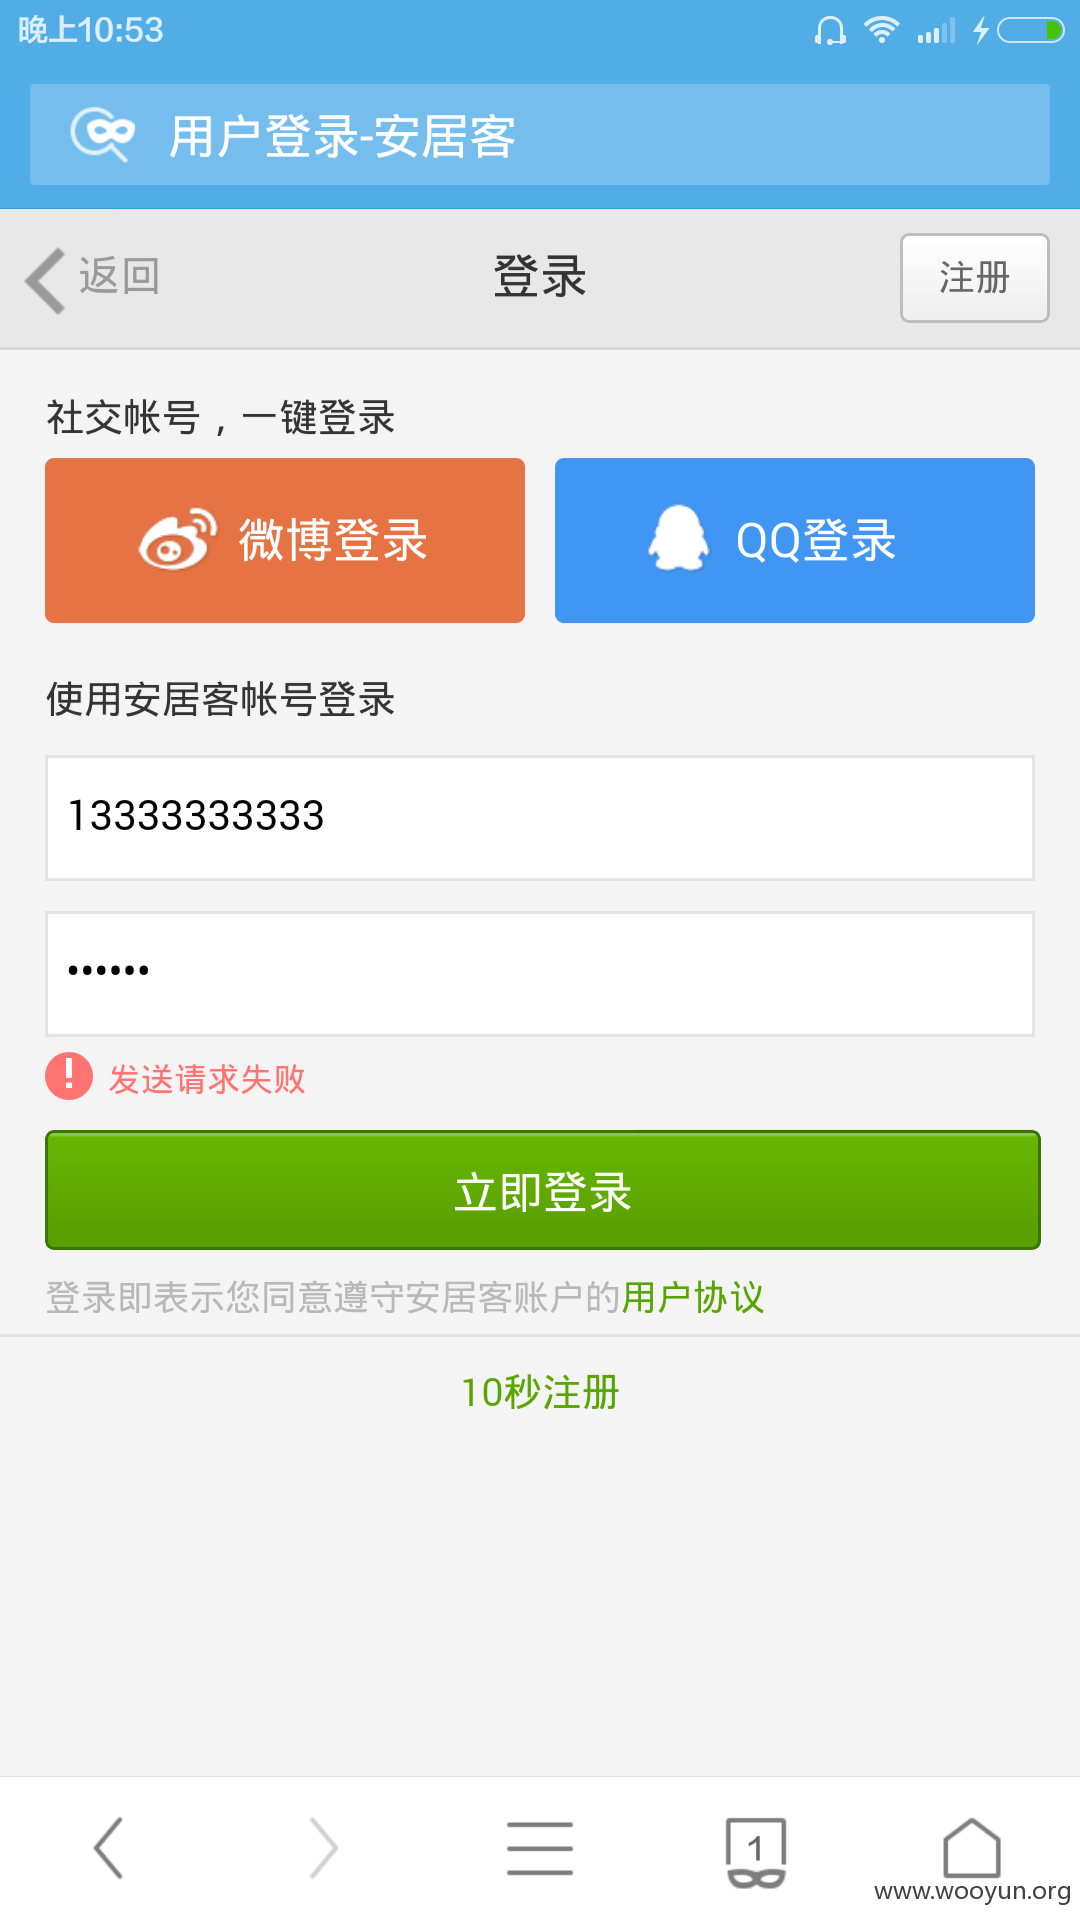 晚上10:53
用户登录-安居客
返回
登录
注册
社交帐号，一键登录
微博登录
QQ登录
使用安居客帐号登录
13333333333
••••••
发送请求失败
立即登录
登录即表示您同意遵守安居客账户的用户协议
10秒注册
1
www.wooyun.org